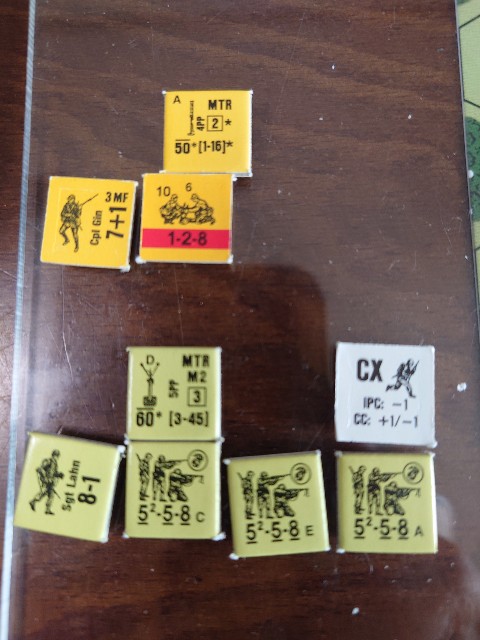 A
MTR
4PP
2 *
50* [1-16]*
3 MF
Cpl Gin
7+1
10 6
1-2-8
D
MTR
M2
5PP
3
60* [3-45]
CX
IPC: -1
CC: +1/-1
Sgt Lahn
8-1
5²-5-8 C
5²-5-8 E
5²-5-8 A